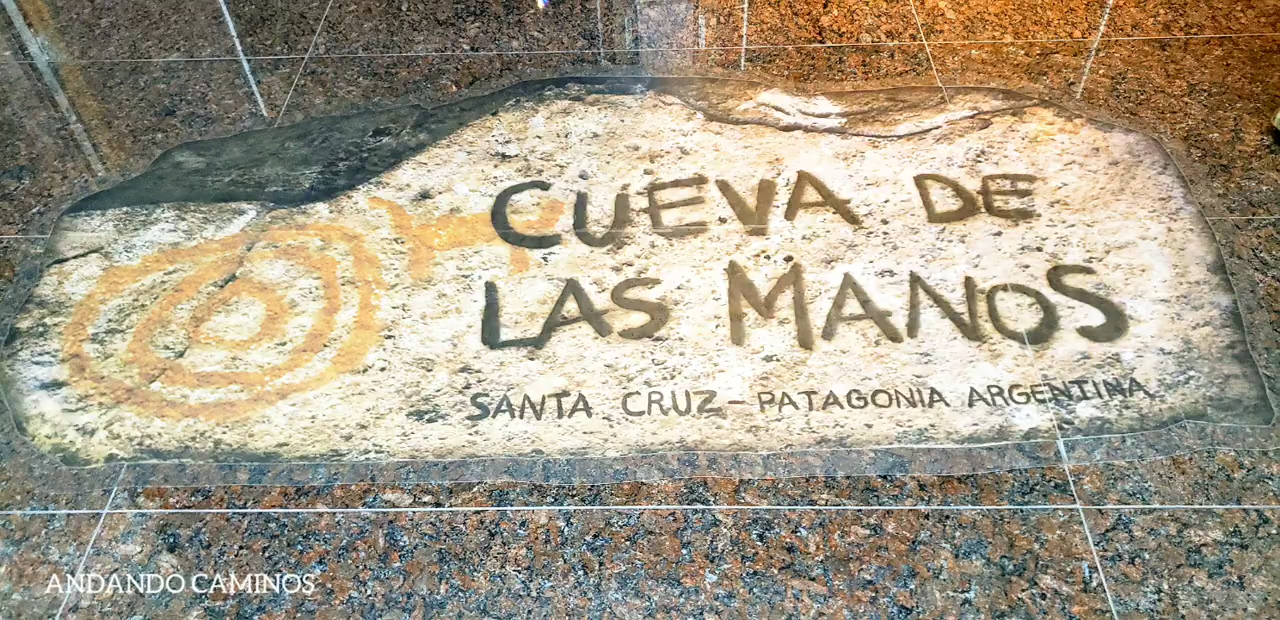 CUEVA DE
LAS MANOS
SANTA CRUZ - PATAGONIA ARGENTINA
ANDANDO CAMINOS